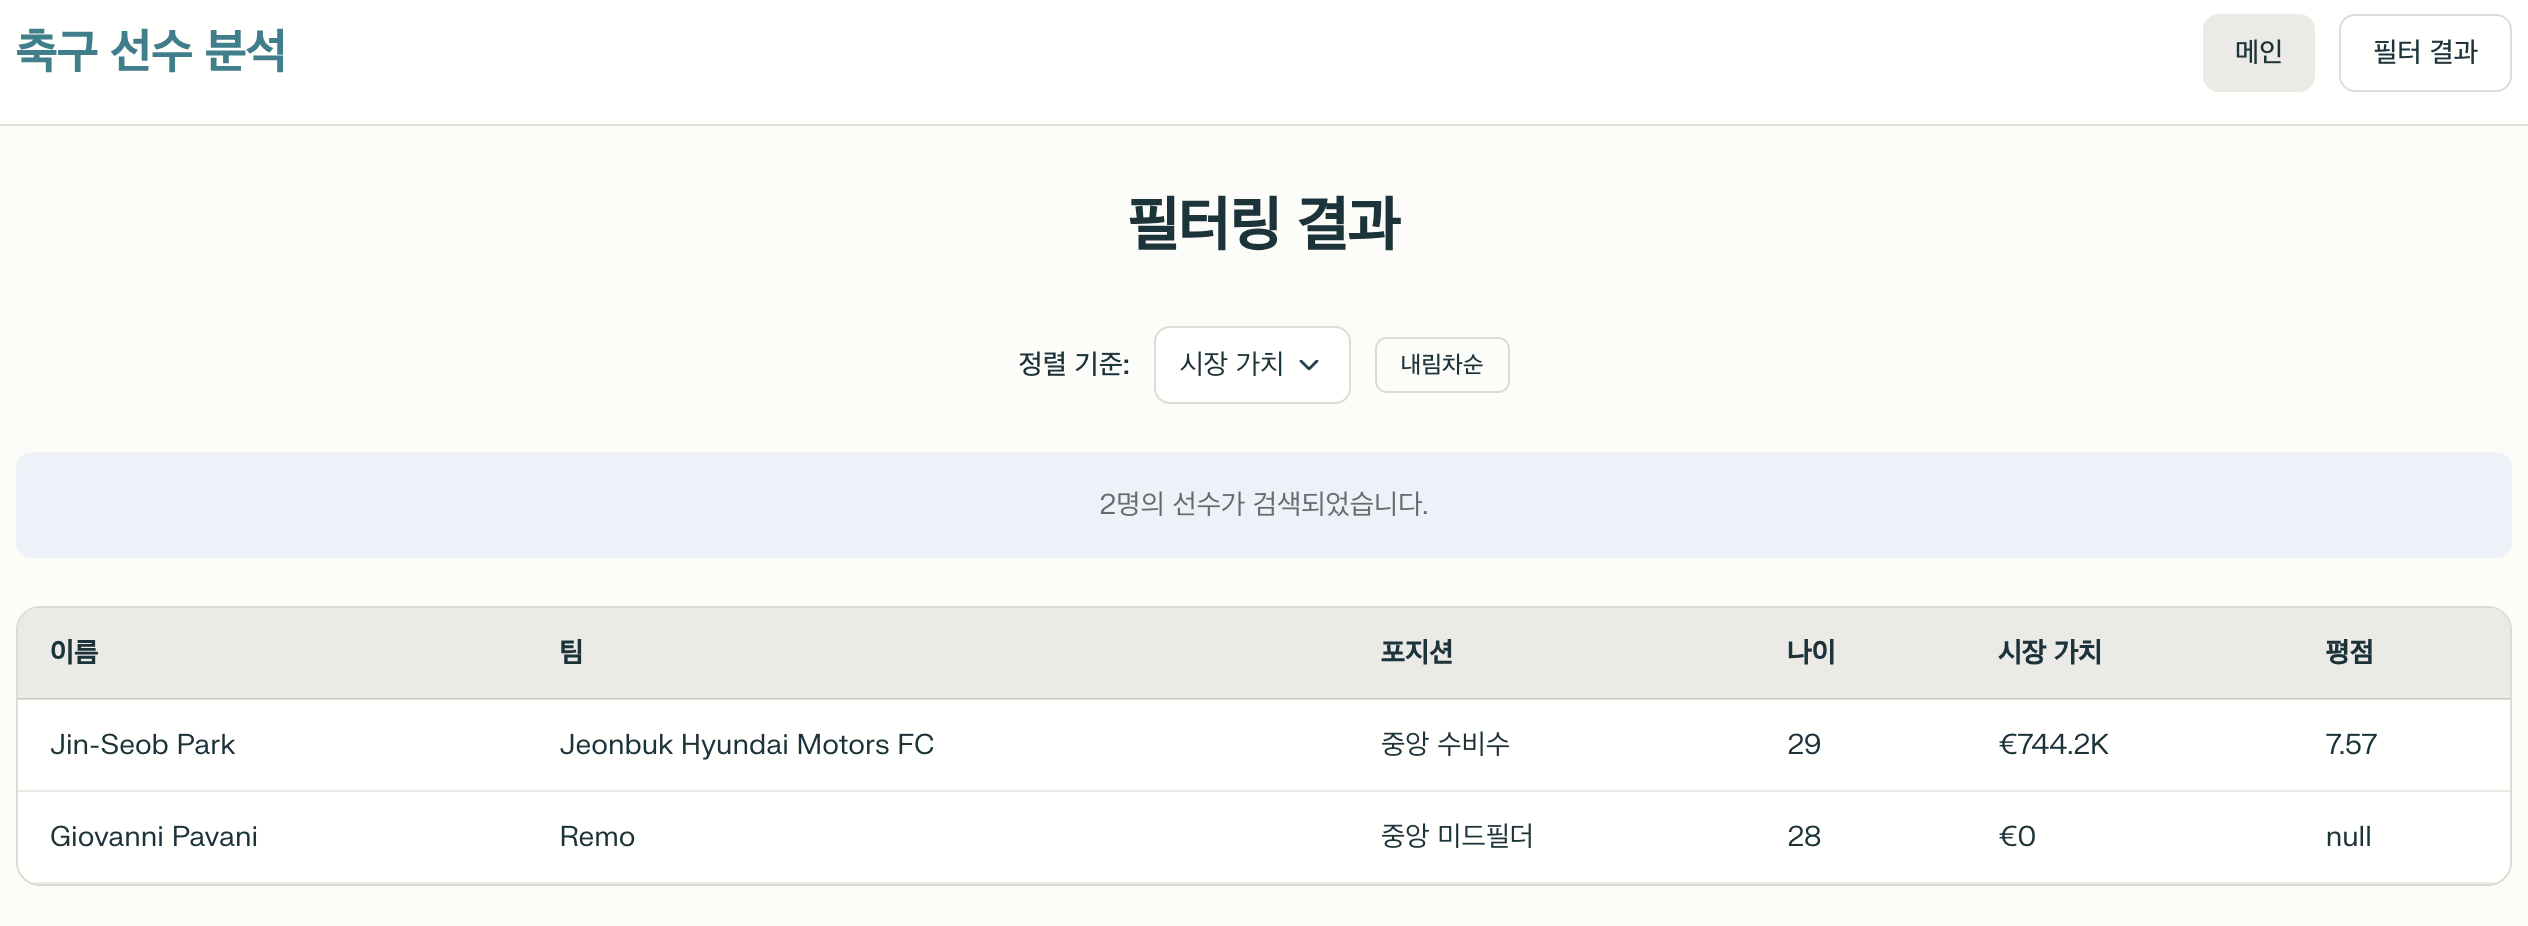 축구 선수 분석
메인
필터 결과
필터링 결과
정렬 기준: 시장 가치 내림차순
2명의 선수가 검색되었습니다.
이름 팀 포지션 나이 시장 가치 평점
Jin-Seob Park Jeonbuk Hyundai Motors FC 중앙 수비수 29 €744.2K 7.57
Giovanni Pavani Remo 중앙 미드필더 28 €0 null